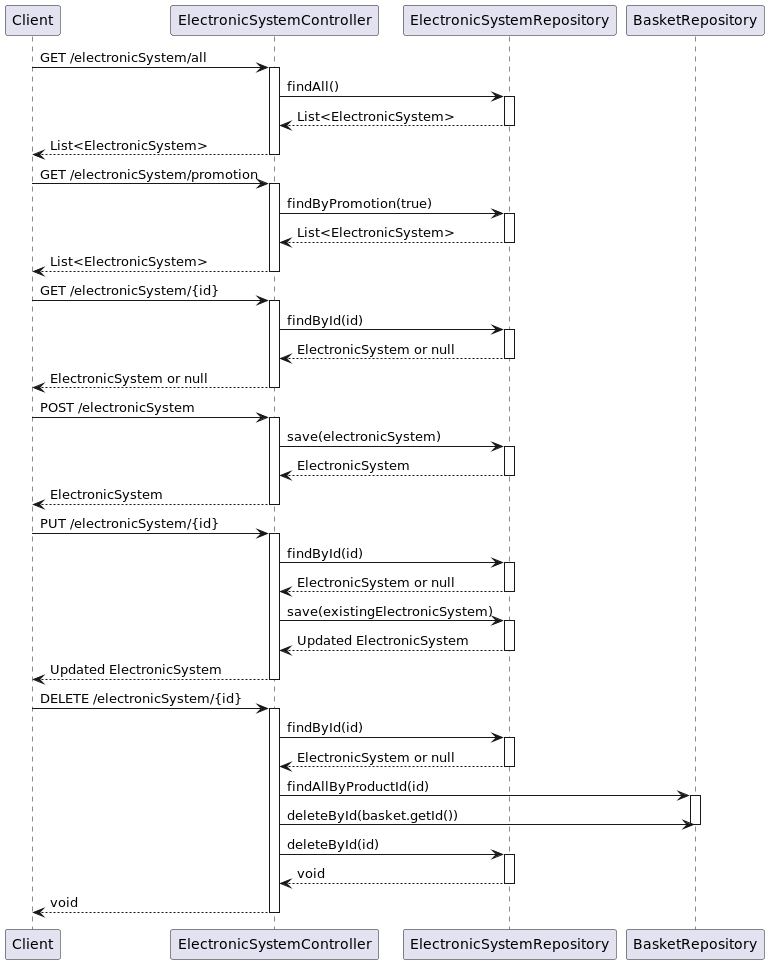 Client ElectronicSystemController ElectronicSystemRepository BasketRepository
GET /electronicSystem/all
findAll()
List<ElectronicSystem>
List<ElectronicSystem>
GET /electronicSystem/promotion
findByPromotion(true)
List<ElectronicSystem>
List<ElectronicSystem>
GET /electronicSystem/{id}
findById(id)
ElectronicSystem or null
ElectronicSystem or null
POST /electronicSystem
save(electronicSystem)
ElectronicSystem
ElectronicSystem
PUT /electronicSystem/{id}
findById(id)
ElectronicSystem or null
save(existingElectronicSystem)
Updated ElectronicSystem
Updated ElectronicSystem
DELETE /electronicSystem/{id}
findById(id)
ElectronicSystem or null
findAllByProductId(id)
deleteById(basket.getId())
deleteById(id)
void
void
Client ElectronicSystemController ElectronicSystemRepository BasketRepository